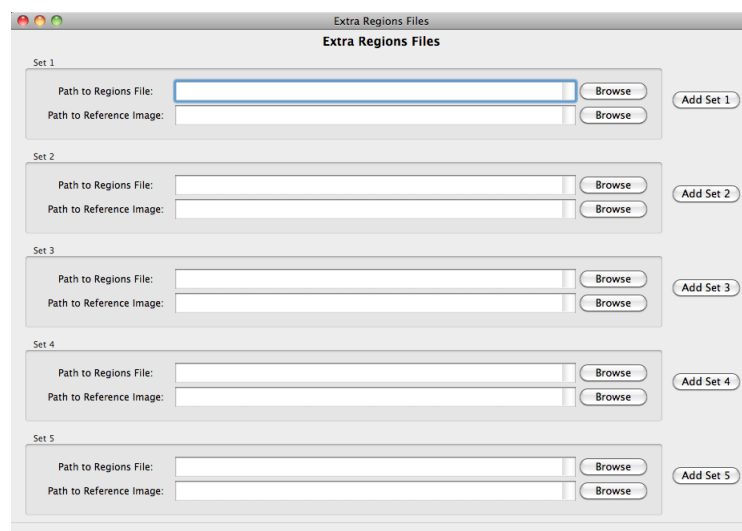 Extra Regions Files
Extra Regions Files
Set 1
Path to Regions File: Browse
Add Set 1
Path to Reference Image: Browse
Set 2
Path to Regions File: Browse
Add Set 2
Path to Reference Image: Browse
Set 3
Path to Regions File: Browse
Add Set 3
Path to Reference Image: Browse
Set 4
Path to Regions File: Browse
Add Set 4
Path to Reference Image: Browse
Set 5
Path to Regions File: Browse
Add Set 5
Path to Reference Image: Browse